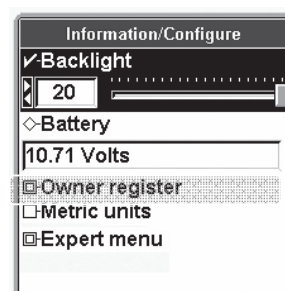 Information/Configure
Backlight
20
Battery
10.71 Volts
Owner register
Metric units
Expert menu